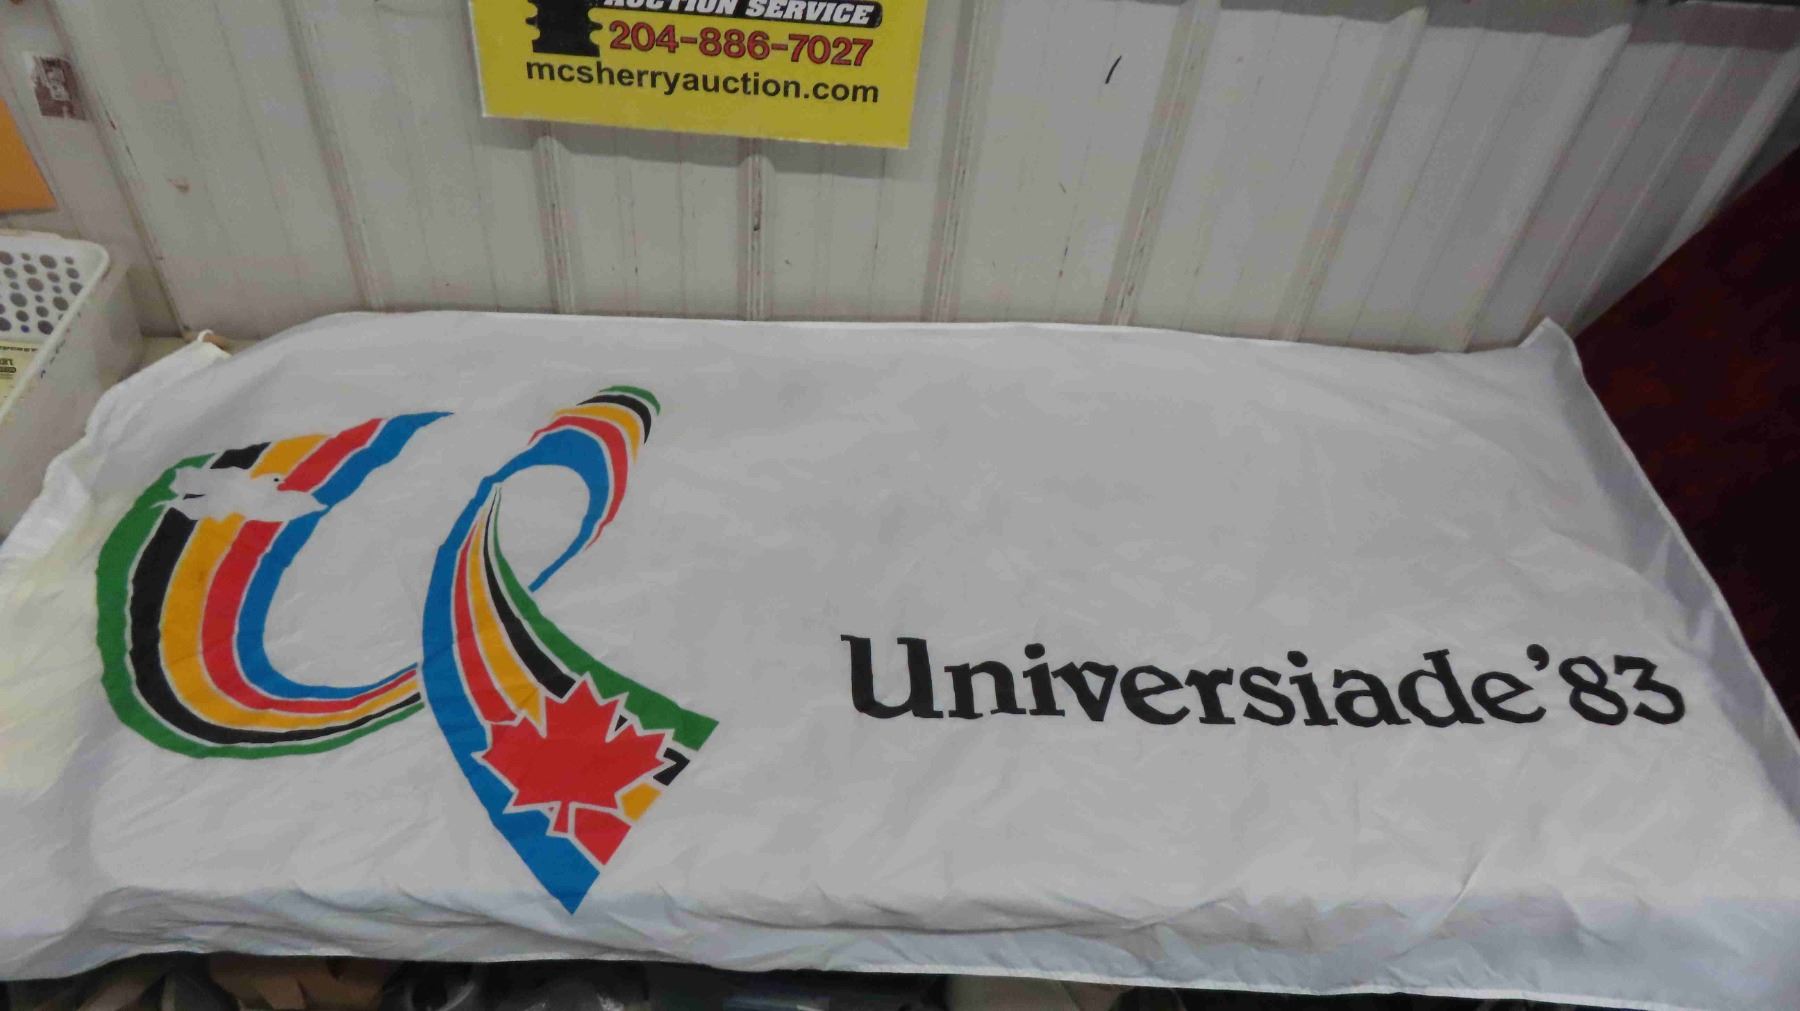 AUCTION SERVICE
204-886-7027
mcsherryauction.com
Universiade '83